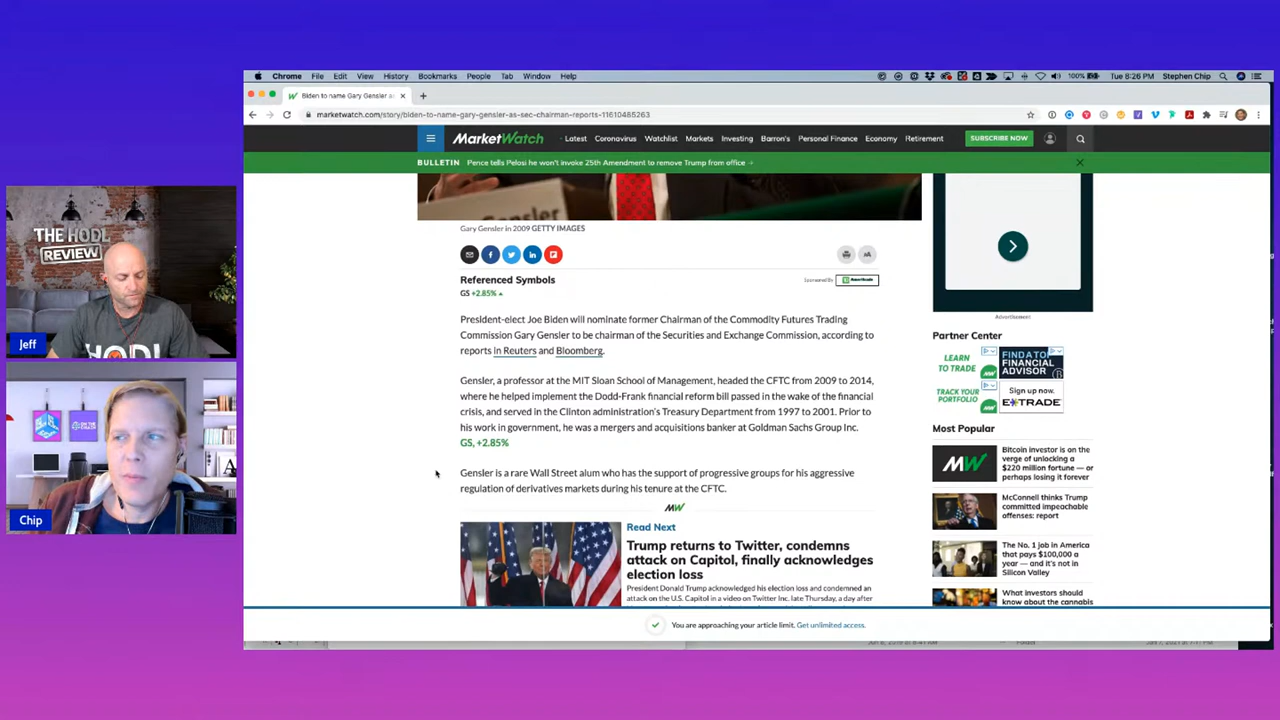 Chrome File Edit View History Bookmarks People Tab Window Help
100% Tue 8:26 PM Stephen Chip
Biden to name Gary Gensler as
marketwatch.com/story/biden-to-name-gary-gensler-as-sec-chairman-reports-11610485263
MarketWatch Latest Coronavirus Watchlist Markets Investing Barron's Personal Finance Economy Retirement SUBSCRIBE NOW
BULLETIN Pence tells Pelosi he won't invoke 25th Amendment to remove Trump from office →
Gensler
Gary Gensler in 2009 GETTY IMAGES
Referenced Symbols
Sponsored By
GS +2.85%
President-elect Joe Biden will nominate former Chairman of the Commodity Futures Trading
Commission Gary Gensler to be chairman of the Securities and Exchange Commission, according to
reports in Reuters and Bloomberg.
Gensler, a professor at the MIT Sloan School of Management, headed the CFTC from 2009 to 2014,
where he helped implement the Dodd-Frank financial reform bill passed in the wake of the financial
crisis, and served in the Clinton administration's Treasury Department from 1997 to 2001. Prior to
his work in government, he was a mergers and acquisitions banker at Goldman Sachs Group Inc.
GS, +2.85%
Gensler is a rare Wall Street alum who has the support of progressive groups for his aggressive
regulation of derivatives markets during his tenure at the CFTC.
MW
Read Next
Trump returns to Twitter, condemns
attack on Capitol, finally acknowledges
election loss
President Donald Trump acknowledged his election loss and condemned an
attack on the U.S. Capitol in a video on Twitter Inc. late Thursday, a day after
Advertisement
Partner Center
LEARN
TO TRADE
MW
FIND A TO
FINANCIAL
ADVISOR
TRACK YOUR
PORTFOLIO
MW
Sign up now.
E*TRADE
Most Popular
MW
Bitcoin investor is on the
verge of unlocking a
$220 million fortune — or
perhaps losing it forever
McConnell thinks Trump
committed impeachable
offenses: report
The No. 1 job in America
that pays $100,000 a
year — and it's not in
Silicon Valley
What investors should
know about the cannabis
You are approaching your article limit. Get unlimited access.
THE HODL
REVIEW
HODL
Jeff
Chip